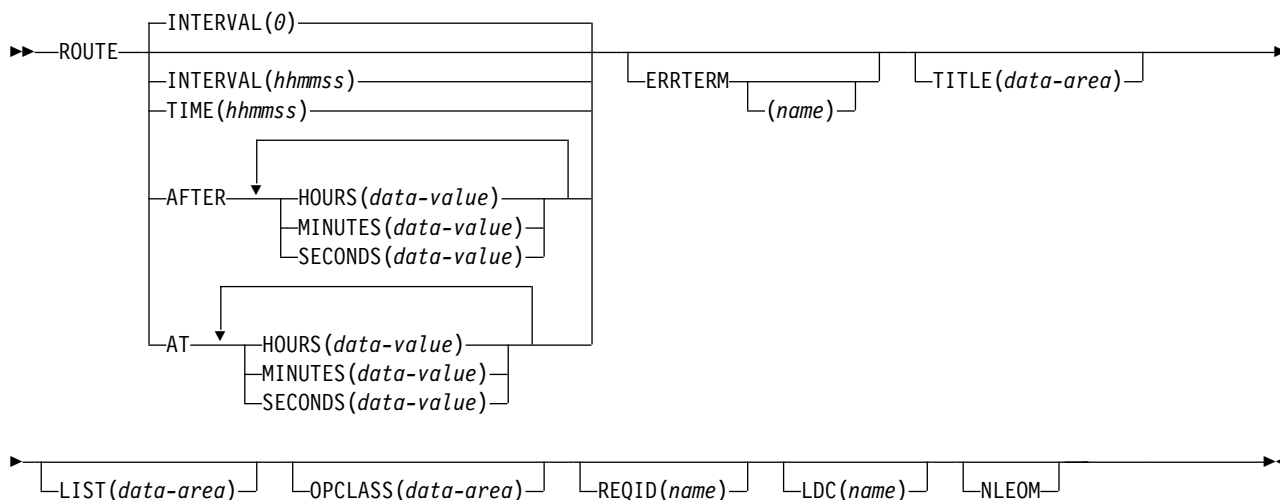 INTERVAL(0)
ROUTE
INTERVAL(hhmmss)
TIME(hhmmss)
AFTER HOURS(data-value)
MINUTES(data-value)
SECONDS(data-value)
AT HOURS(data-value)
MINUTES(data-value)
SECONDS(data-value)
ERRTERM
(name)
TITLE(data-area)
LIST(data-area) OPCLASS(data-area) REQID(name) LDC(name) NLEOM